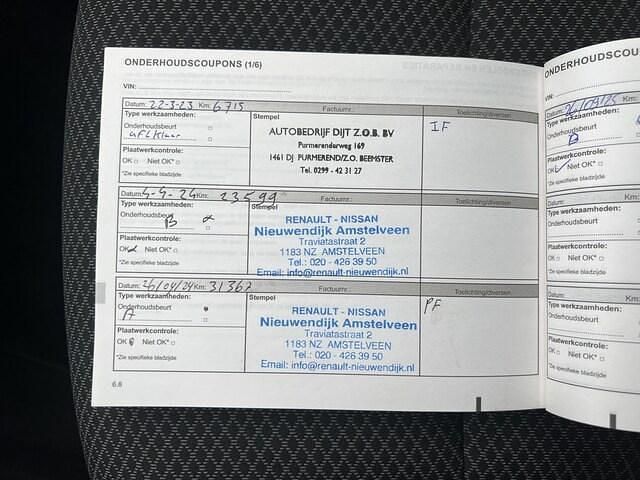 ONDERHOUDSCOUPONS (1/6)
VIN:
Datum: 22-3-23 Km: 6715 Factuurnr.: Toelichting/diversen
Type werkzaamheden: Stempel
Onderhoudsbeurt
afl klaar
Plaatwerkcontrole:
OK Niet OK*
*Zie specifieke bladzijde
AUTOBEDRIJF DIJT Z.O.B. BV
Purmerenderweg 169
1461 DJ PURMEREND/Z.O. BEEMSTER
Tel. 0299 - 42 31 27
IF
Datum: Km: 23599 Factuurnr.: Toelichting/diversen
Type werkzaamheden: Stempel
Onderhoudsbeurt
B
Plaatwerkcontrole:
OK Niet OK*
*Zie specifieke bladzijde
RENAULT - NISSAN
Nieuwendijk Amstelveen
Traviatastraat 2
1183 NZ AMSTELVEEN
Tel.: 020 - 426 39 50
Email: info@renault-nieuwendijk.nl
Datum: 26/04/24 Km: 31367 Factuurnr.: Toelichting/diversen
Type werkzaamheden: Stempel
Onderhoudsbeurt
A
Plaatwerkcontrole:
OK Niet OK*
*Zie specifieke bladzijde
RENAULT - NISSAN
Nieuwendijk Amstelveen
Traviatastraat 2
1183 NZ AMSTELVEEN
Tel.: 020 - 426 39 50
Email: info@renault-nieuwendijk.nl
PF
6.6
ONDERHOUDSCOUPONS
VIN:
Datum:
Type werkzaamheden:
Onderhoudsbeurt
B
Plaatwerkcontrole:
OK Niet OK*
*Zie specifieke bladzijde
Datum: Km:
Type werkzaamheden:
Onderhoudsbeurt
Plaatwerkcontrole:
OK Niet OK*
*Zie specifieke bladzijde
Datum: Km:
Type werkzaamheden:
Onderhoudsbeurt
Plaatwerkcontrole:
OK Niet OK*
*Zie specifieke bladzijde